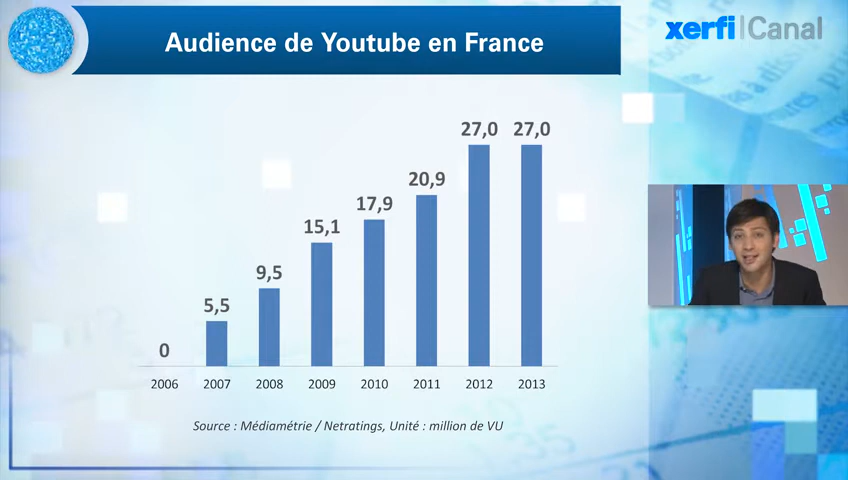 Audience de Youtube en France
xerfi|Canal
27,0 27,0
20,9
17,9
15,1
9,5
5,5
0
2006 2007 2008 2009 2010 2011 2012 2013
Source : Médiamétrie / Netratings, Unité : million de VU